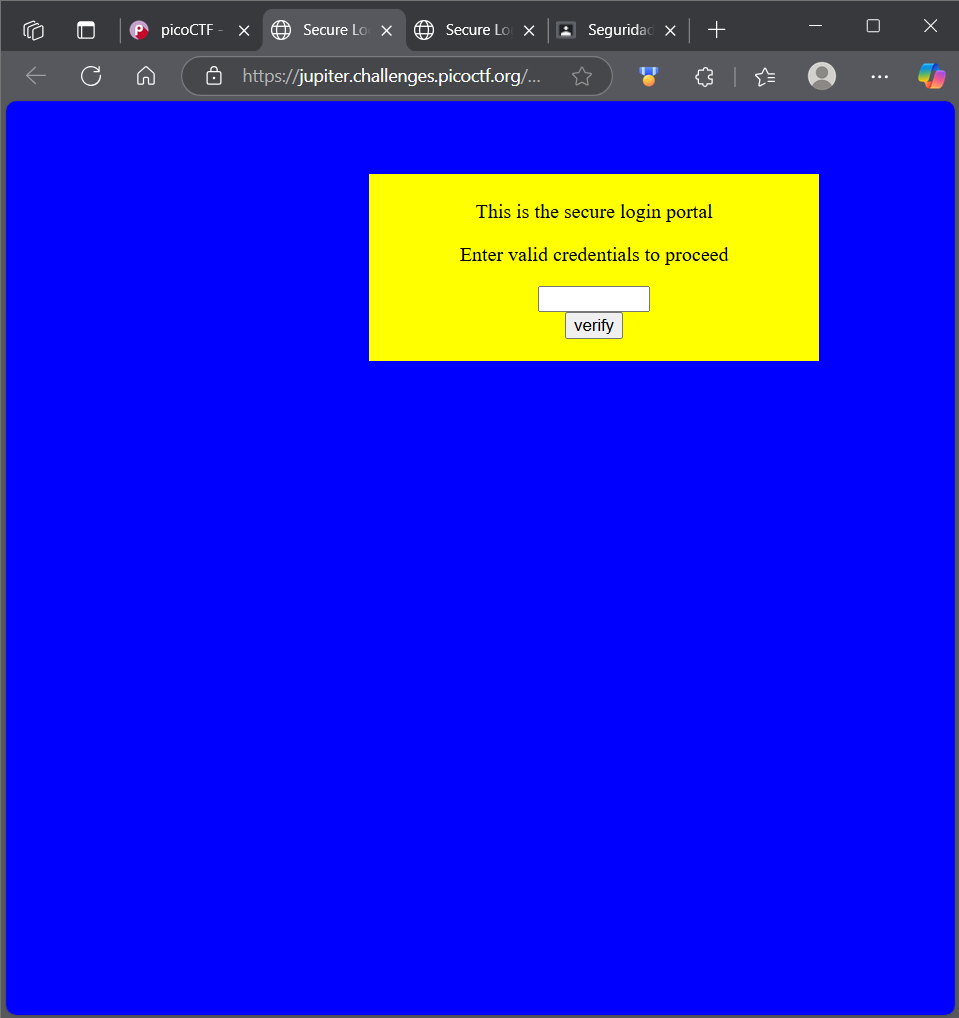 picoCTF -
Secure Lo
Secure Lo
Seguridad
https://jupiter.challenges.picoctf.org/...
This is the secure login portal
Enter valid credentials to proceed
verify